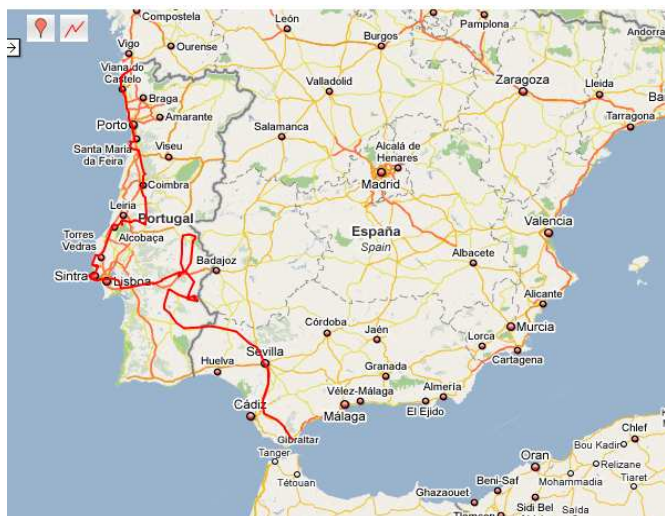 Compostela
León
Burgos
Pamplona
Andorra
Vigo
Ourense
Viana do
Castelo
Braga
Valladolid
Zaragoza
Lleida
Ba
Porto
Amarante
Tarragona
Santa Maria
da Feira
Viseu
Salamanca
Alcalá de
Henares
Madrid
Coimbra
Leiria
Portugal
Torres
Vedras
Alcobaça
España
Spain
Valencia
Sintra
Lisboa
Badajoz
Albacete
Alicante
Córdoba
Jaén
Lorca
Murcia
Cartagena
Huelva
Sevilla
Granada
Vélez-Málaga
Almería
Cádiz
Málaga
El Ejido
Gibraltar
Tanger
Tétouan
Oran
Chlef
Bou Kadir
Relizane
Beni-Saf
Mohammadia
Tiaret
Ghazaouet
Sidi Bel
Saïda